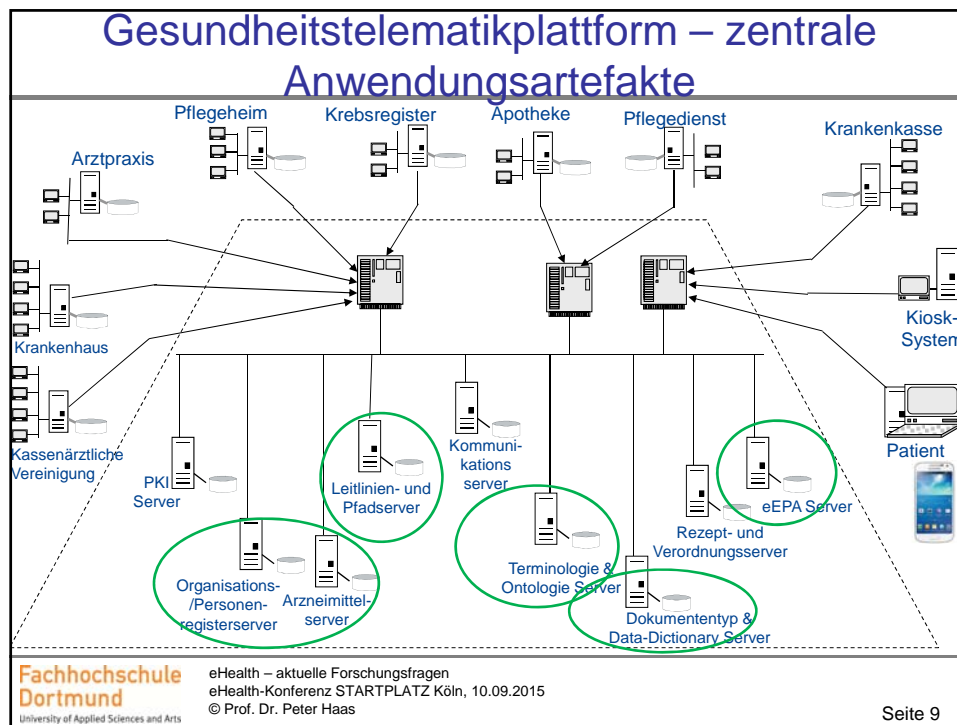 Gesundheitstelematikplattform – zentrale
Anwendungsartefakte
Pflegeheim
Krebsregister
Apotheke
Pflegedienst
Krankenkasse
Arztpraxis
Krankenhaus
Kassenärztliche
Vereinigung
Kiosk-
System
Patient
PKI
Server
Leitlinien- und
Pfadserver
Kommuni-
kations
server
eEPA Server
Rezept- und
Verordnungsserver
Terminologie &
Ontologie Server
Organisations-
/Personen-
registerserver
Arzneimittel-
server
Dokumententyp &
Data-Dictionary Server
Fachhochschule
Dortmund
University of Applied Sciences and Arts
eHealth – aktuelle Forschungsfragen
eHealth-Konferenz STARTPLATZ Köln, 10.09.2015
© Prof. Dr. Peter Haas
Seite 9